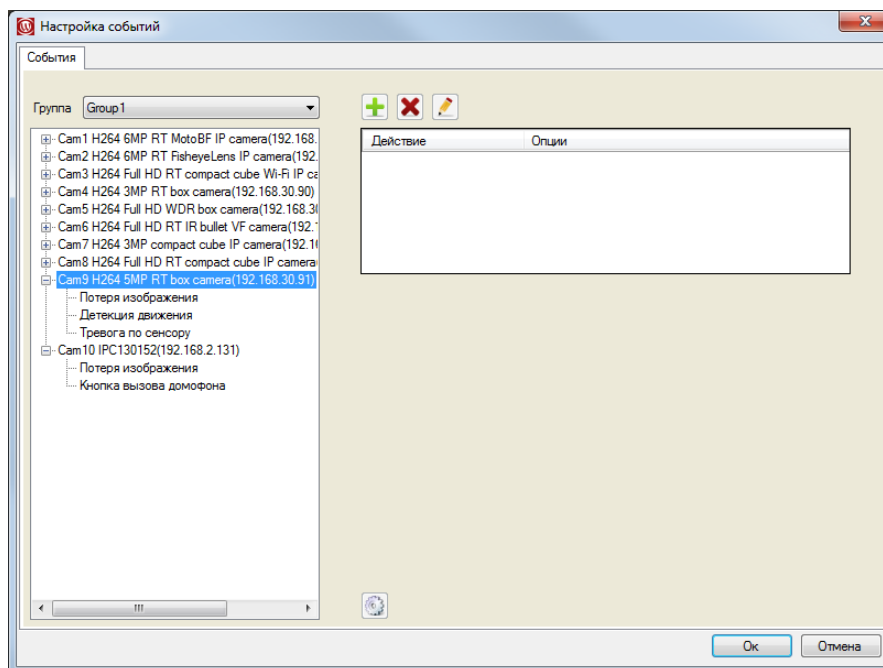 Настройка событий
События
Группа Group1
Cam1 H264 6MP RT MotoBF IP camera(192.168.
Cam2 H264 6MP RT FisheyeLens IP camera(192.
Cam3 H264 Full HD RT compact cube Wi-Fi IP ca
Cam4 H264 3MP RT box camera(192.168.30.90)
Cam5 H264 Full HD WDR box camera(192.168.30
Cam6 H264 Full HD RT IR bullet VF camera(192.1
Cam7 H264 3MP compact cube IP camera(192.16
Cam8 H264 Full HD RT compact cube IP camera
Cam9 H264 5MP RT box camera(192.168.30.91)
Потеря изображения
Детекция движения
Тревога по сенсору
Cam10 IPC130152(192.168.2.131)
Потеря изображения
Кнопка вызова домофона
Действие Опции
Ок Отмена